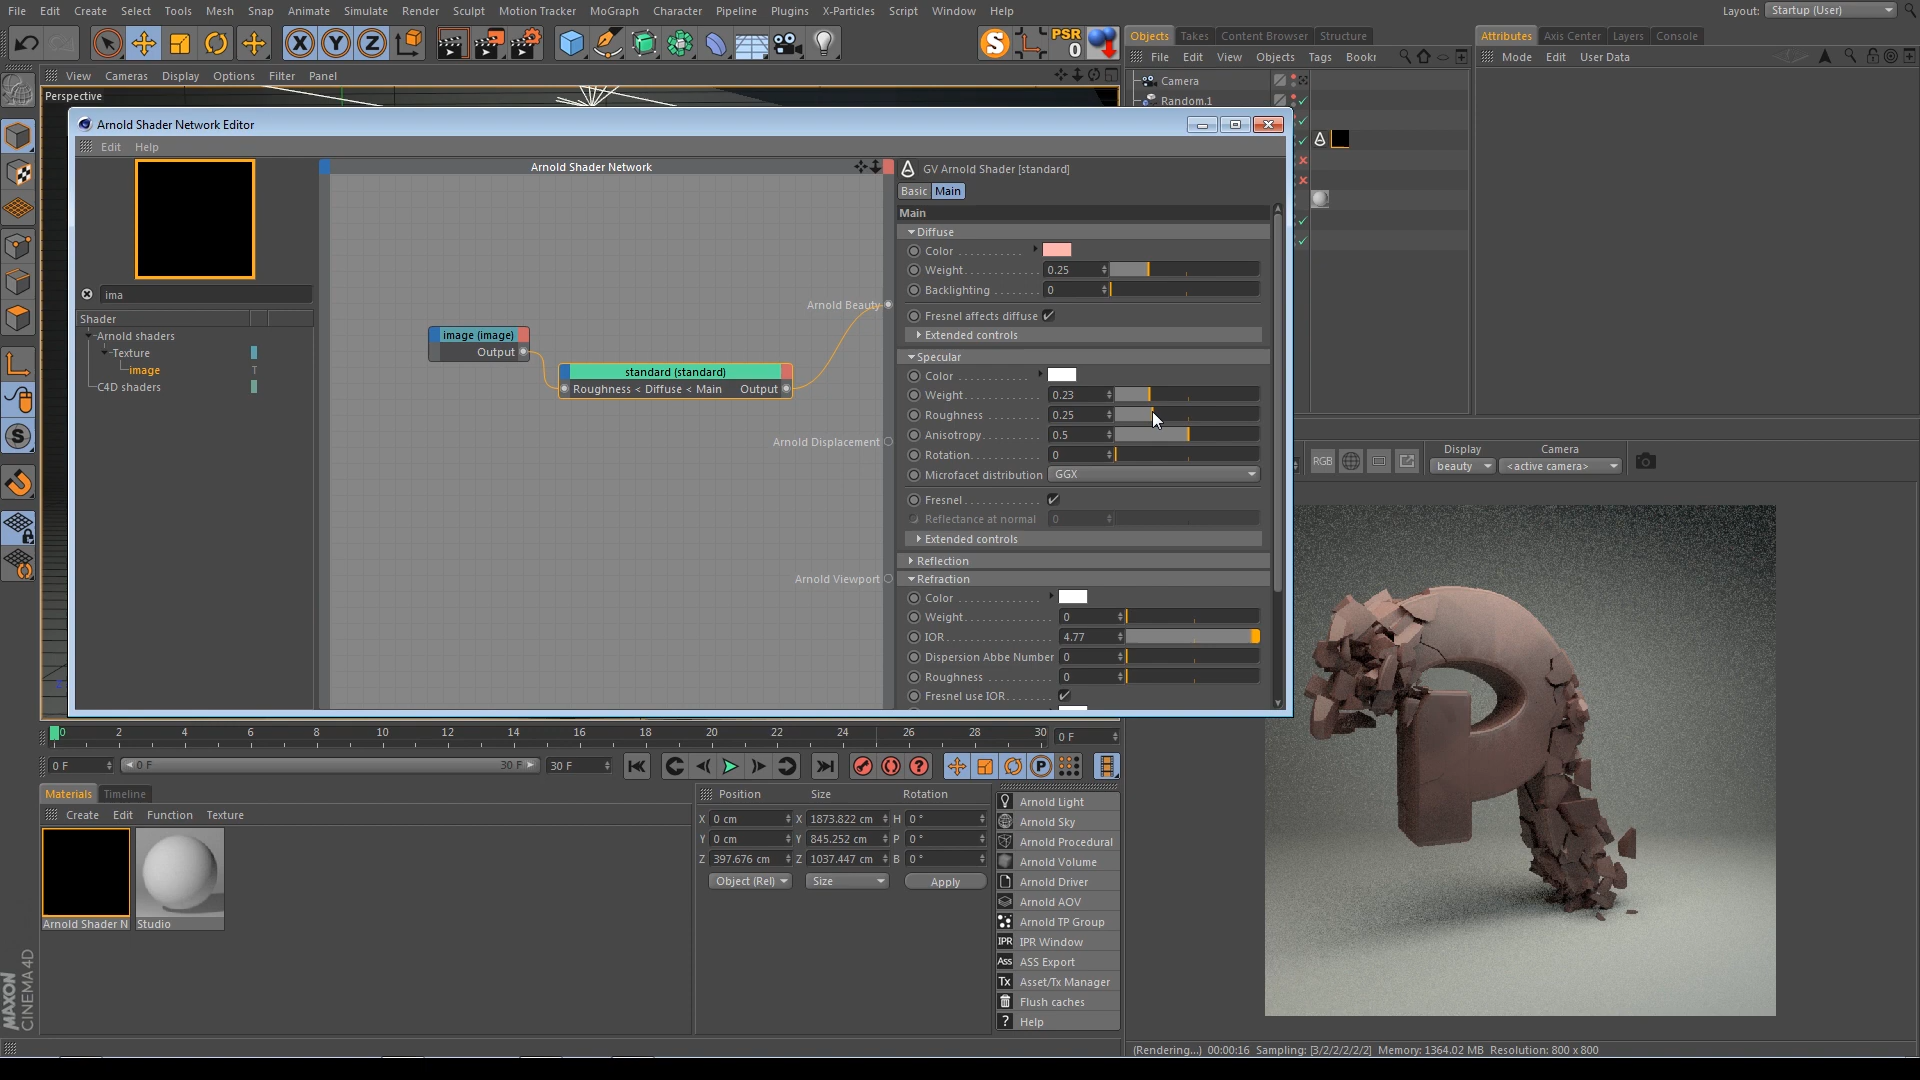 File Edit Create Select Tools Mesh Snap Animate Simulate Render Sculpt Motion Tracker MoGraph Character Pipeline Plugins X-Particles Script Window Help Layout: Startup (User)
X Y Z PSR 0 S
Objects Takes Content Browser Structure
Attributes Axis Center Layers Console
View Cameras Display Options Filter Panel
File Edit View Objects Tags Bookr
Mode Edit User Data
Perspective
Camera
Random.1
Arnold Shader Network Editor
Edit Help
ima
Shader
Arnold shaders
Texture
image T
C4D shaders
Arnold Shader Network
image (image)
Output
standard (standard)
Roughness < Diffuse < Main Output
Arnold Beauty
Arnold Displacement
Arnold Viewport
GV Arnold Shader [standard]
Basic Main
Main
Diffuse
Color
Weight 0.25
Backlighting 0
Fresnel affects diffuse
Extended controls
Specular
Color
Weight 0.23
Roughness 0.25
Anisotropy 0.5
Rotation 0
Microfacet distribution GGX
Fresnel
Reflectance at normal 0
Extended controls
Reflection
Refraction
Color
Weight 0
IOR 4.77
Dispersion Abbe Number 0
Roughness 0
Fresnel use IOR
RGB
Display
beauty
Camera
<active camera>
0 2 4 6 8 10 12 14 16 18 20 22 24 26 28 30 0 F
0 F 0 F 30 F 30 F P
Materials Timeline
Create Edit Function Texture
Arnold Shader N Studio
Position Size Rotation
X 0 cm X 1873.822 cm H 0 °
Y 0 cm Y 845.252 cm P 0 °
Z 397.676 cm Z 1037.447 cm B 0 °
Object (Rel) Size Apply
Arnold Light
Arnold Sky
Arnold Procedural
Arnold Volume
Arnold Driver
Arnold AOV
Arnold TP Group
IPR IPR Window
Ass ASS Export
Tx Asset/Tx Manager
Flush caches
? Help
MAXON
CINEMA 4D
(Rendering...) 00:00:16 Sampling: [3/2/2/2/2/2] Memory: 1364.02 MB Resolution: 800 x 800